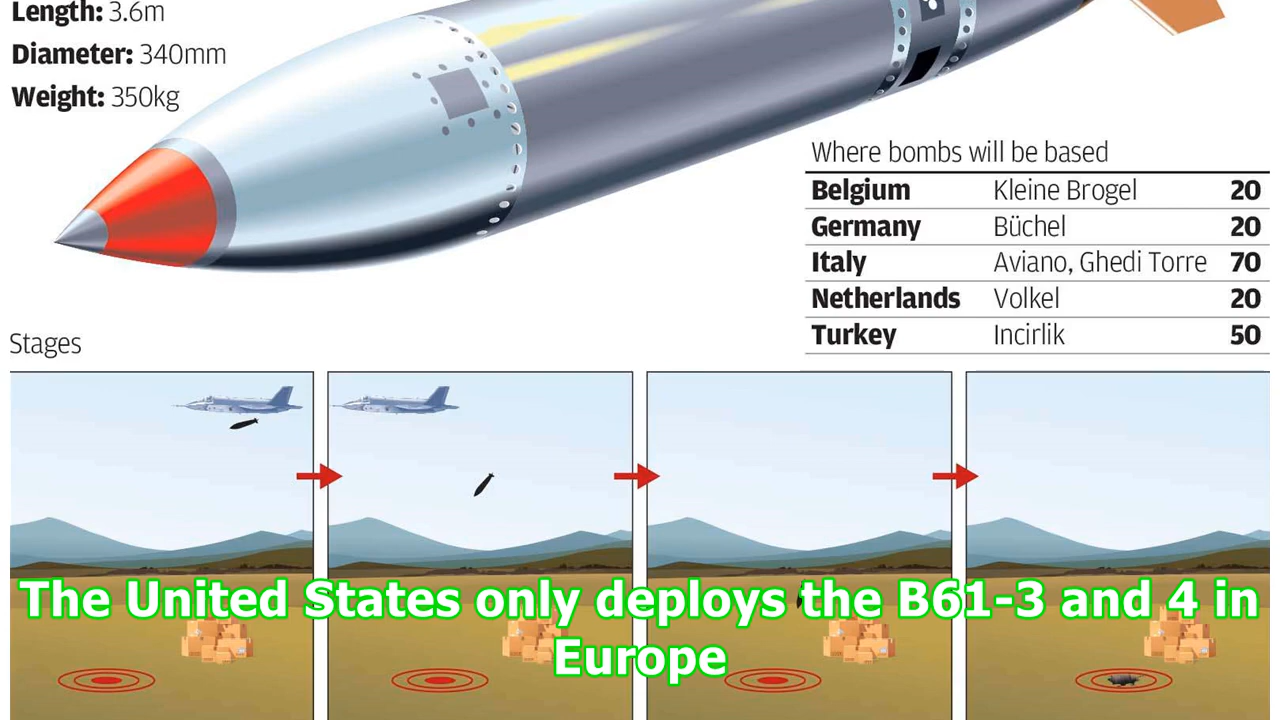 Length: 3.6m
Diameter: 340mm
Weight: 350kg
Where bombs will be based
Belgium Kleine Brogel 20
Germany Büchel 20
Italy Aviano, Ghedi Torre 70
Netherlands Volkel 20
Turkey Incirlik 50
Stages
The United States only deploys the B61-3 and 4 in
Europe